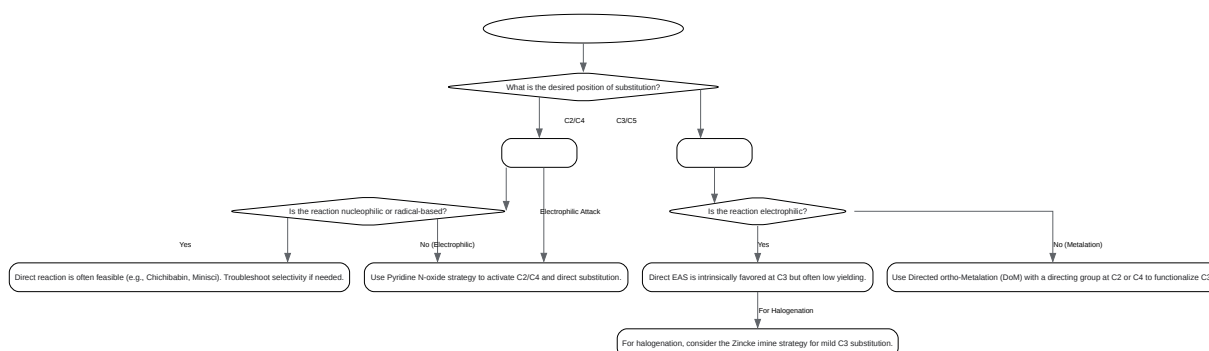 What is the desired position of substitution?
C2/C4
C3/C5
Is the reaction nucleophilic or radical-based?
Electrophilic Attack
Is the reaction electrophilic?
Yes
No (Electrophilic)
Yes
No (Metalation)
Direct reaction is often feasible (e.g., Chichibabin, Minisci). Troubleshoot selectivity if needed.
Use Pyridine N-oxide strategy to activate C2/C4 and direct substitution.
Direct EAS is intrinsically favored at C3 but often low yielding.
Use Directed ortho-Metalation (DoM) with a directing group at C2 or C4 to functionalize C3
For Halogenation
For halogenation, consider the Zincke imine strategy for mild C3 substitution.